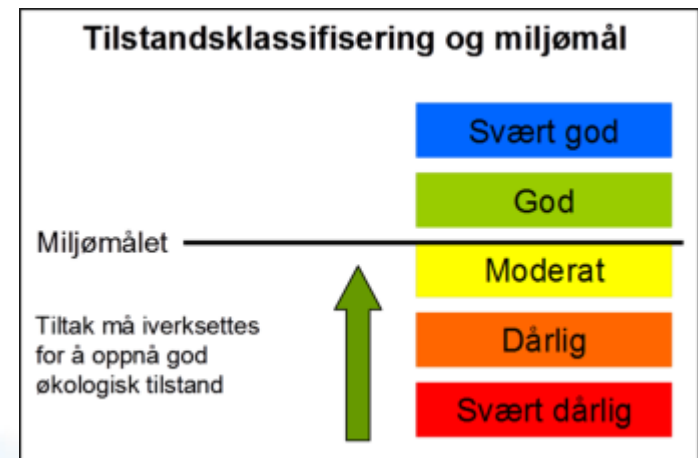 Tilstandsklassifisering og miljømål
Svært god
God
Miljømålet
Moderat
Tiltak må iverksettes
for å oppnå god
økologisk tilstand
Dårlig
Svært dårlig